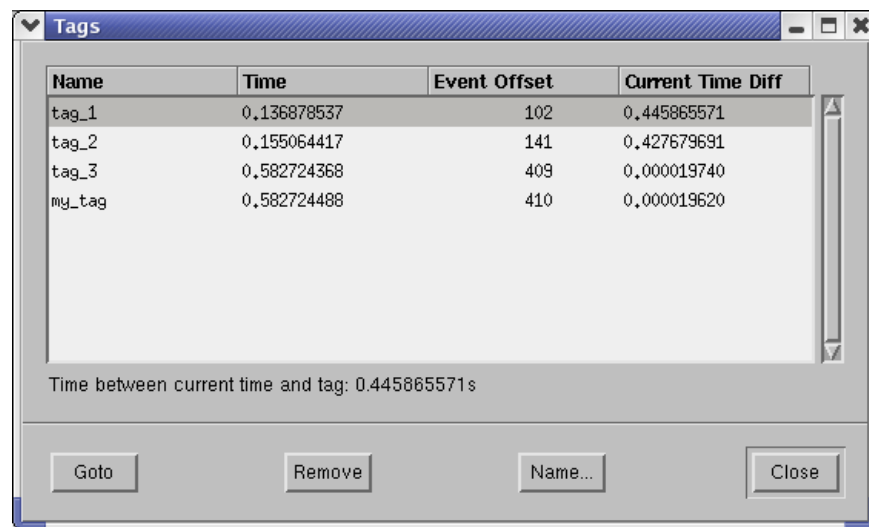 Tags
Name Time Event Offset Current Time Diff
tag_1 0.136878537 102 0.445865571
tag_2 0.155064417 141 0.427679691
tag_3 0.582724368 409 0.000019740
my_tag 0.582724488 410 0.000019620
Time between current time and tag: 0.445865571s
Goto Remove Name... Close